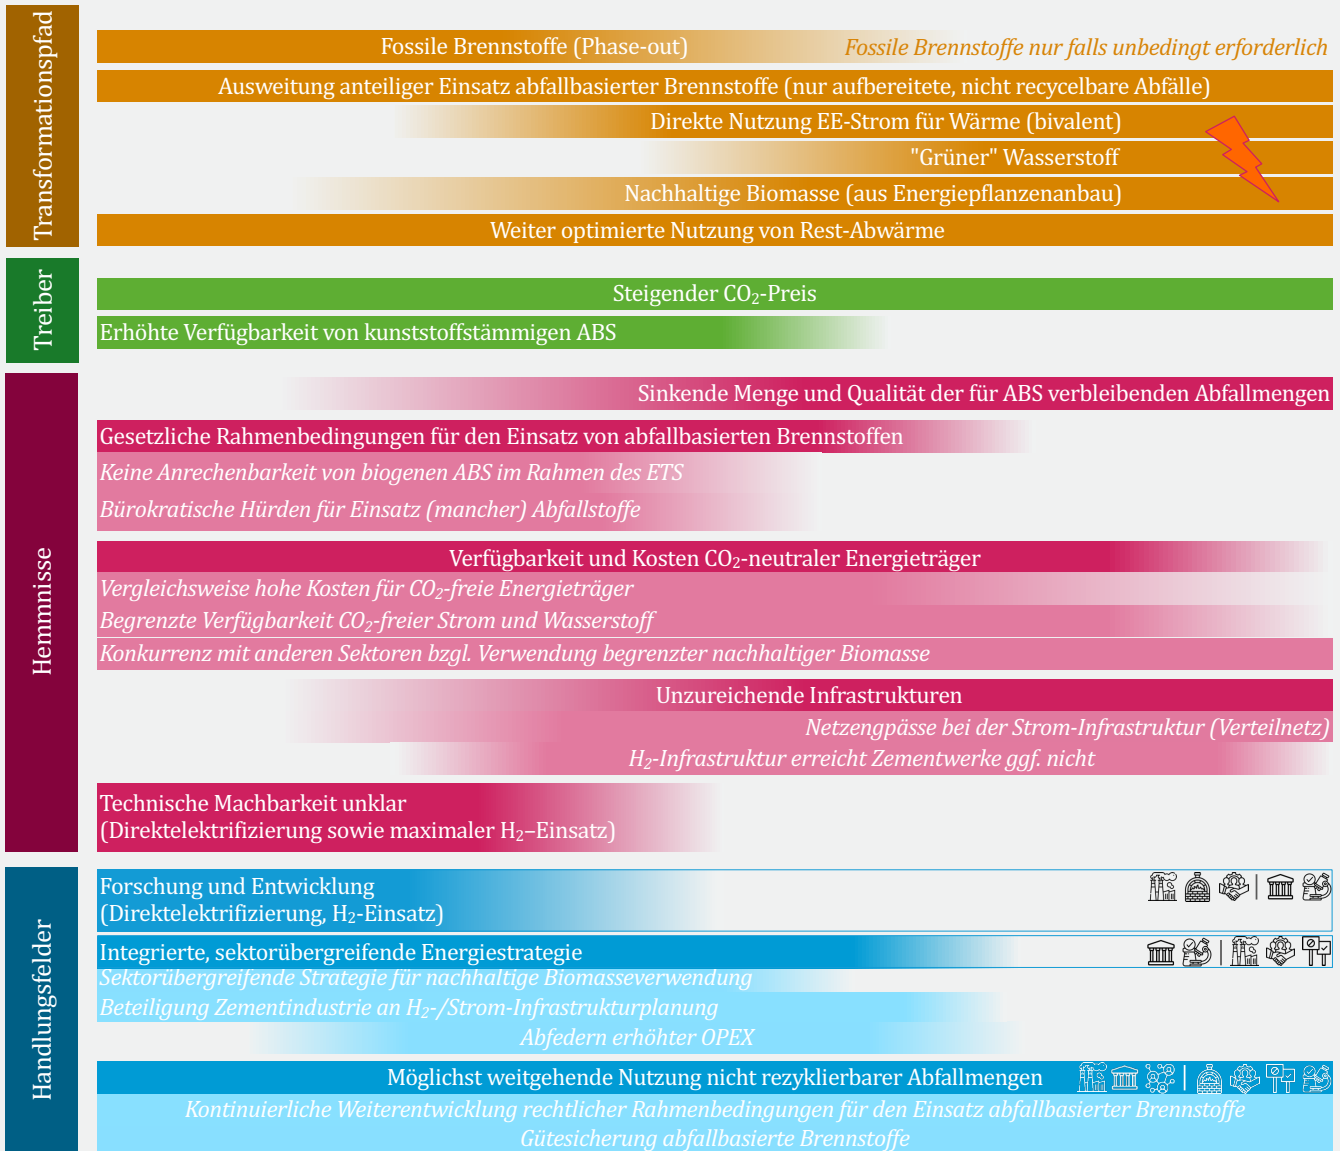 Transformationspfad
Fossile Brennstoffe (Phase-out)
Fossile Brennstoffe nur falls unbedingt erforderlich
Ausweitung anteiliger Einsatz abfallbasierter Brennstoffe (nur aufbereitete, nicht recycelbare Abfälle)
Direkte Nutzung EE-Strom für Wärme (bivalent)
"Grüner" Wasserstoff
Nachhaltige Biomasse (aus Energiepflanzenanbau)
Weiter optimierte Nutzung von Rest-Abwärme
Treiber
Steigender CO₂-Preis
Erhöhte Verfügbarkeit von kunststoffstämmigen ABS
Hemmnisse
Sinkende Menge und Qualität der für ABS verbleibenden Abfallmengen
Gesetzliche Rahmenbedingungen für den Einsatz von abfallbasierten Brennstoffen
Keine Anrechenbarkeit von biogenen ABS im Rahmen des ETS
Bürokratische Hürden für Einsatz (mancher) Abfallstoffe
Verfügbarkeit und Kosten CO₂-neutraler Energieträger
Vergleichsweise hohe Kosten für CO₂-freie Energieträger
Begrenzte Verfügbarkeit CO₂-freier Strom und Wasserstoff
Konkurrenz mit anderen Sektoren bzgl. Verwendung begrenzter nachhaltiger Biomasse
Unzureichende Infrastrukturen
Netzengpässe bei der Strom-Infrastruktur (Verteilnetz)
H₂-Infrastruktur erreicht Zementwerke ggf. nicht
Technische Machbarkeit unklar
(Direktelektrifizierung sowie maximaler H₂–Einsatz)
Handlungsfelder
Forschung und Entwicklung
(Direktelektrifizierung, H₂-Einsatz)
Integrierte, sektorübergreifende Energiestrategie
Sektorübergreifende Strategie für nachhaltige Biomasseverwendung
Beteiligung Zementindustrie an H₂-/Strom-Infrastrukturplanung
Abfedern erhöhter OPEX
Möglichst weitgehende Nutzung nicht rezyklierbarer Abfallmengen
Kontinuierliche Weiterentwicklung rechtlicher Rahmenbedingungen für den Einsatz abfallbasierter Brennstoffe
Gütesicherung abfallbasierte Brennstoffe